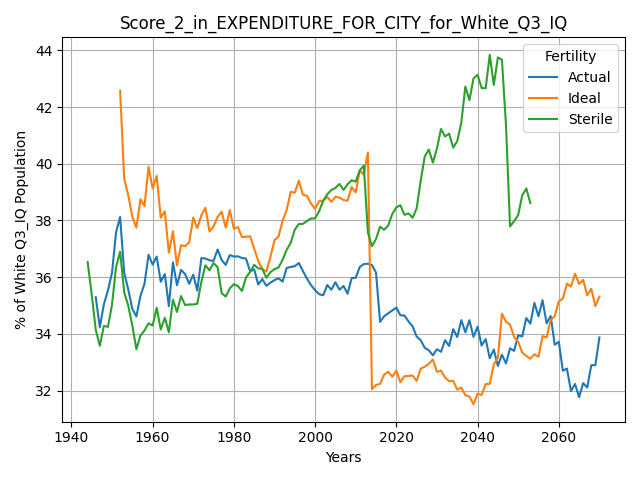 Score_2_in_EXPENDITURE_FOR_CITY_for_White_Q3_IQ
% of White Q3_IQ Population
44
42
40
38
36
34
32
Fertility
Actual
Ideal
Sterile
1940
1960
1980
2000
2020
2040
2060
Years